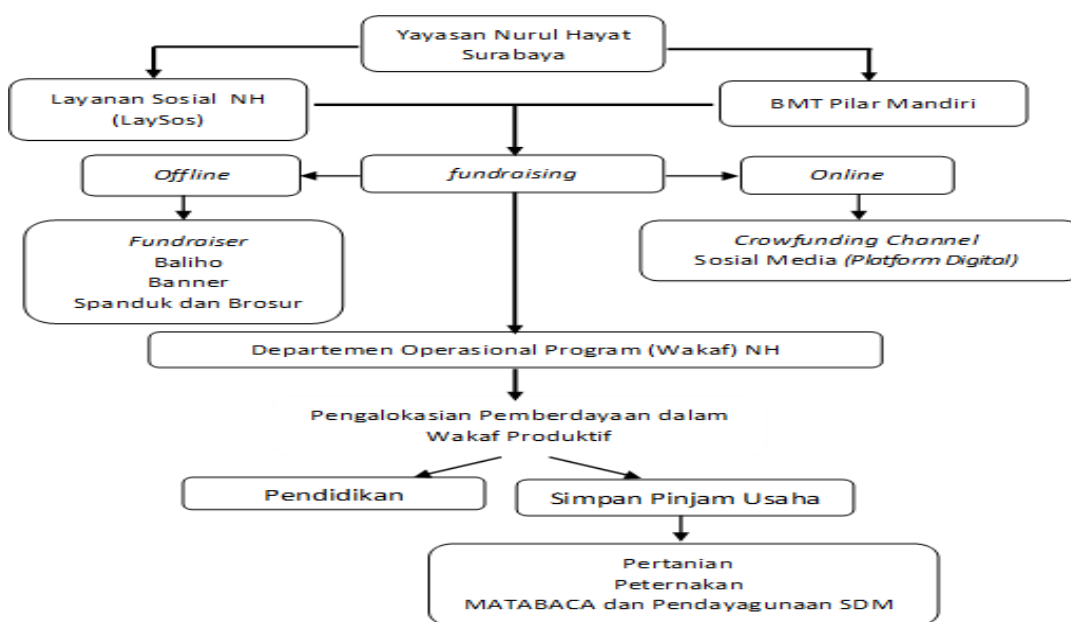 Yayasan Nurul Hayat
Surabaya
Layanan Sosial NH
(LaySos)
BMT Pilar Mandiri
Offline
fundraising
Online
Fundraiser
Baliho
Banner
Spanduk dan Brosur
Crowfunding Channel
Sosial Media (Platform Digital)
Departemen Operasional Program (Wakaf) NH
Pengalokasian Pemberdayaan dalam
Wakaf Produktif
Pendidikan
Simpan Pinjam Usaha
Pertanian
Peternakan
MATABACA dan Pendayagunaan SDM